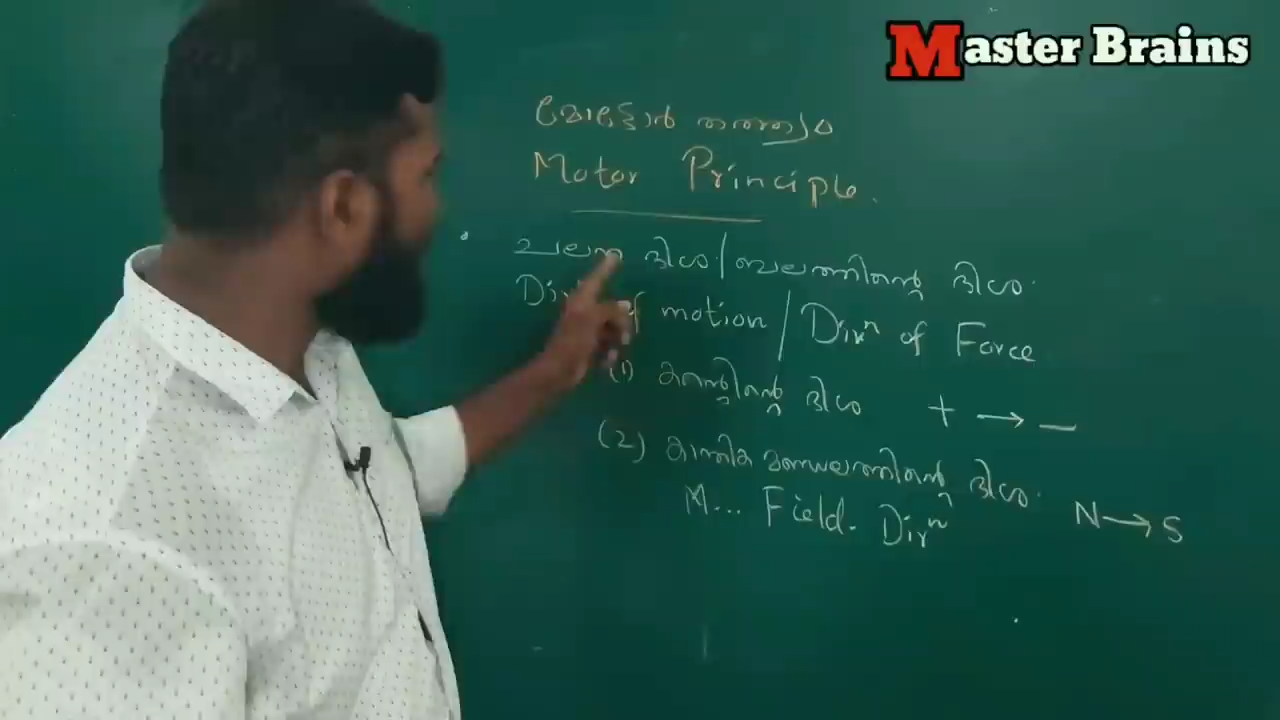 Master Brains
മോട്ടോർ തത്ത്വം
Motor Principle.
ചലന ദിശ / ബലത്തിന്റെ ദിശ.
Dirⁿ of motion / Dirⁿ of Force
(1) കറന്റിന്റെ ദിശ + → −
(2) കാന്തിക മണ്ഡലത്തിന്റെ ദിശ. N → S
M... Field. Dirⁿ